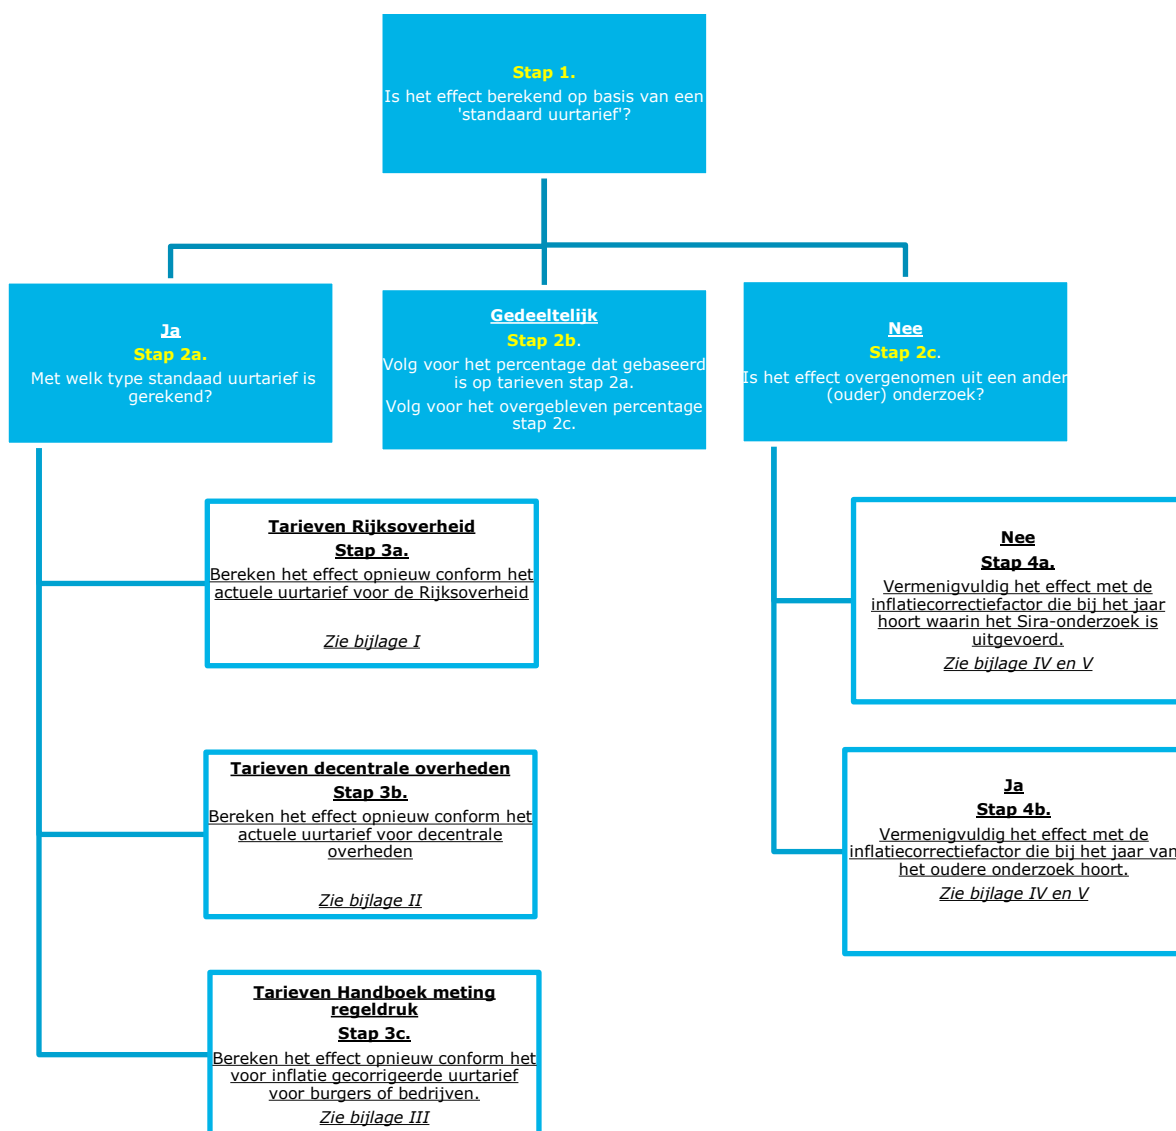 Stap 1.
Is het effect berekend op basis van een
'standaard uurtarief'?
Ja
Stap 2a.
Met welk type standaad uurtarief is
gerekend?
Gedeeltelijk
Stap 2b.
Volg voor het percentage dat gebaseerd
is op tarieven stap 2a.
Volg voor het overgebleven percentage
stap 2c.
Nee
Stap 2c.
Is het effect overgenomen uit een ander
(ouder) onderzoek?
Tarieven Rijksoverheid
Stap 3a.
Bereken het effect opnieuw conform het
actuele uurtarief voor de Rijksoverheid
Zie bijlage I
Tarieven decentrale overheden
Stap 3b.
Bereken het effect opnieuw conform het
actuele uurtarief voor decentrale
overheden
Zie bijlage II
Tarieven Handboek meting
regeldruk
Stap 3c.
Bereken het effect opnieuw conform het
voor inflatie gecorrigeerde uurtarief
voor burgers of bedrijven.
Zie bijlage III
Nee
Stap 4a.
Vermenigvuldig het effect met de
inflatiecorrectiefactor die bij het jaar
hoort waarin het Sira-onderzoek is
uitgevoerd.
Zie bijlage IV en V
Ja
Stap 4b.
Vermenigvuldig het effect met de
inflatiecorrectiefactor die bij het jaar van
het oudere onderzoek hoort.
Zie bijlage IV en V